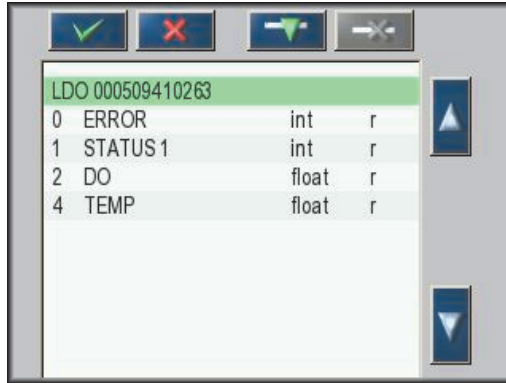 LDO 000509410263
0 ERROR int r
1 STATUS 1 int r
2 DO float r
4 TEMP float r